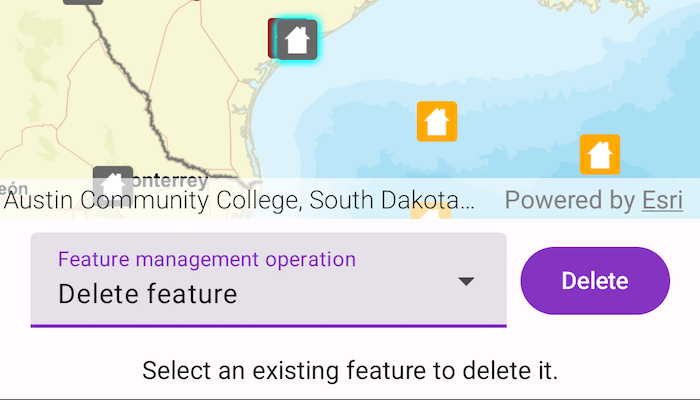 onterrey
eón
Austin Community College, South Dakota... Powered by Esri
Feature management operation
Delete feature
Delete
Select an existing feature to delete it.